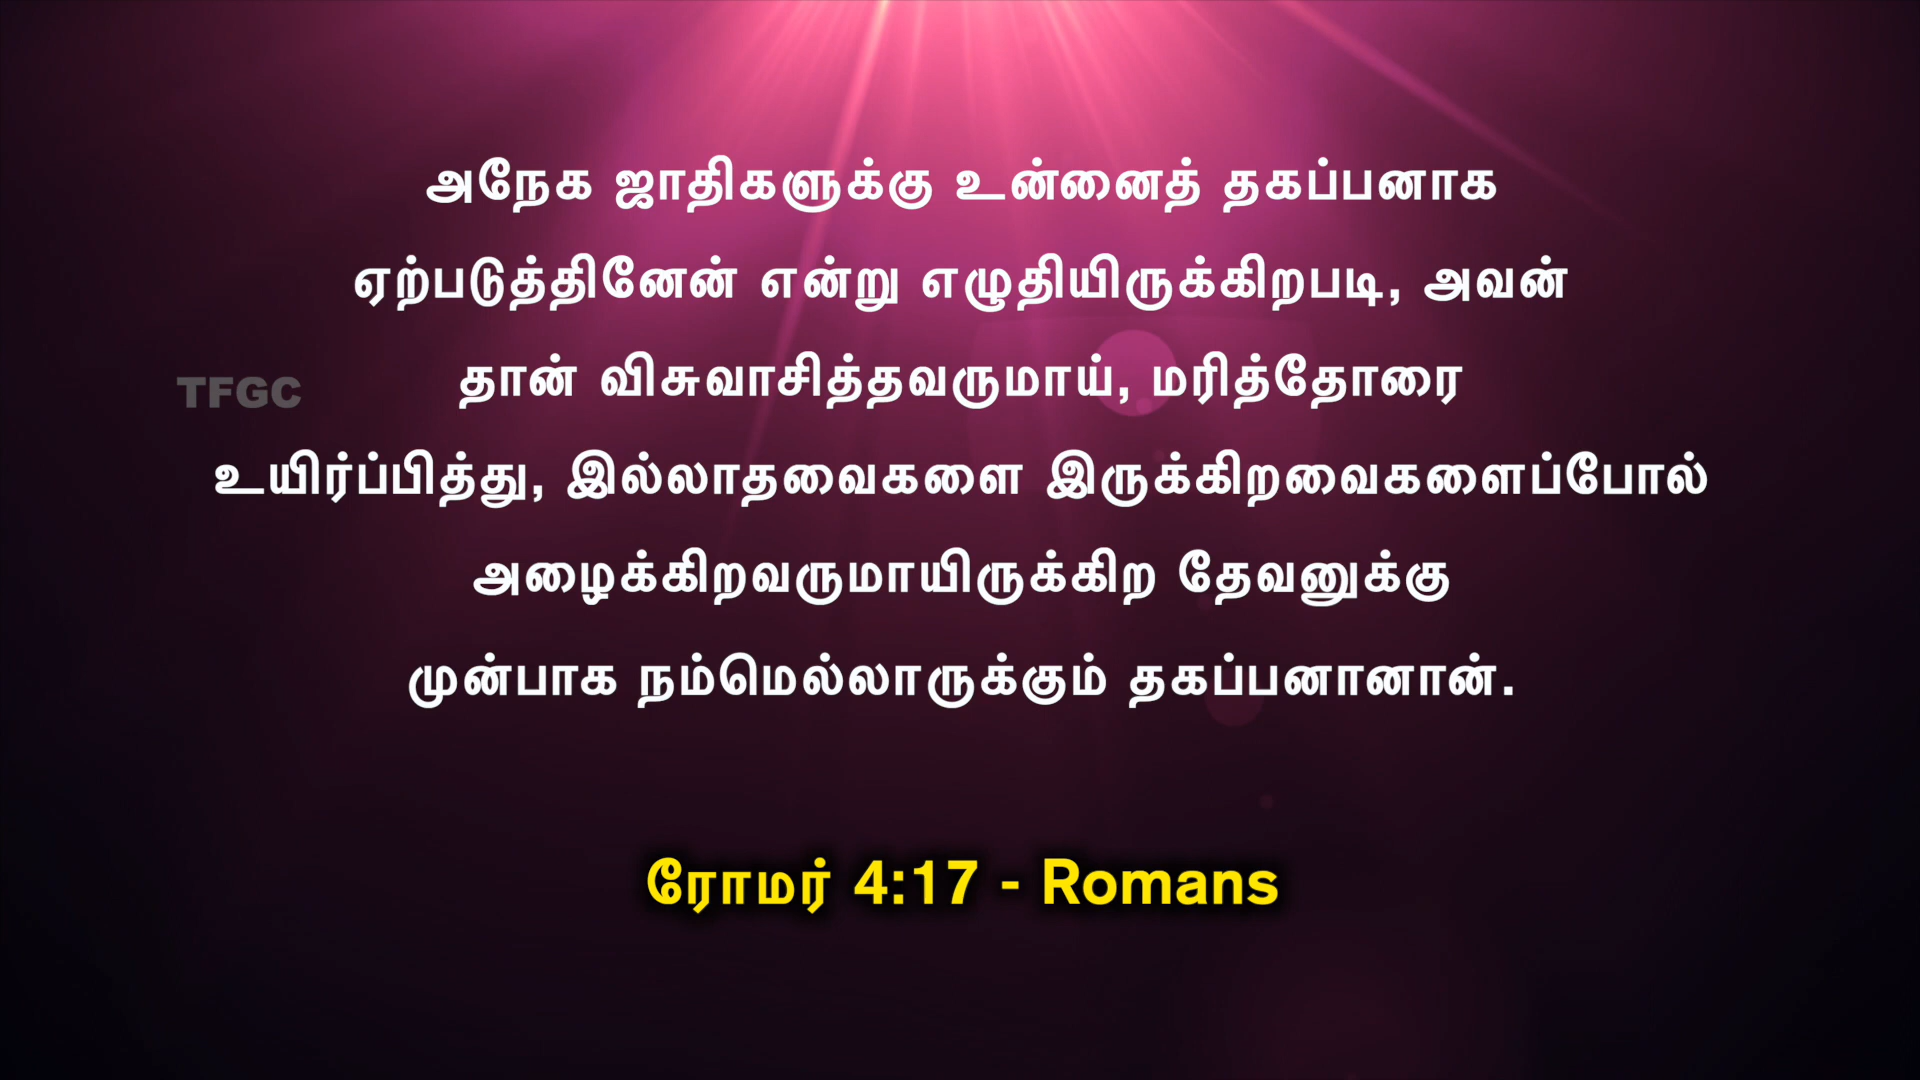 அநேக ஜாதிகளுக்கு உன்னைத் தகப்பனாக
ஏற்படுத்தினேன் என்று எழுதியிருக்கிறபடி, அவன்
தான் விசுவாசித்தவருமாய், மரித்தோரை
TFGC
உயிர்ப்பித்து, இல்லாதவைகளை இருக்கிறவைகளைப்போல்
அழைக்கிறவருமாயிருக்கிற தேவனுக்கு
முன்பாக நம்மெல்லாருக்கும் தகப்பனானான்.
ரோமர் 4:17 - Romans